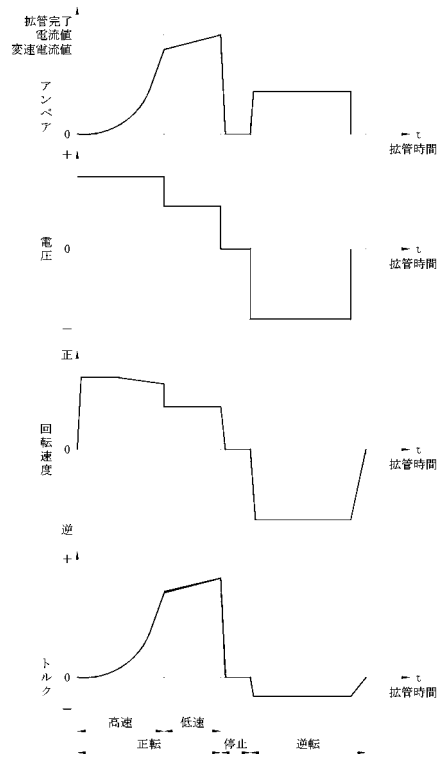 拡管完了
電流値
変速電流値
アンペア
0
t
拡管時間
+
電圧
0
t
拡管時間
−
正
回転速度
0
t
拡管時間
逆
+
トルク
0
t
拡管時間
−
高速
低速
正転
停止
逆転